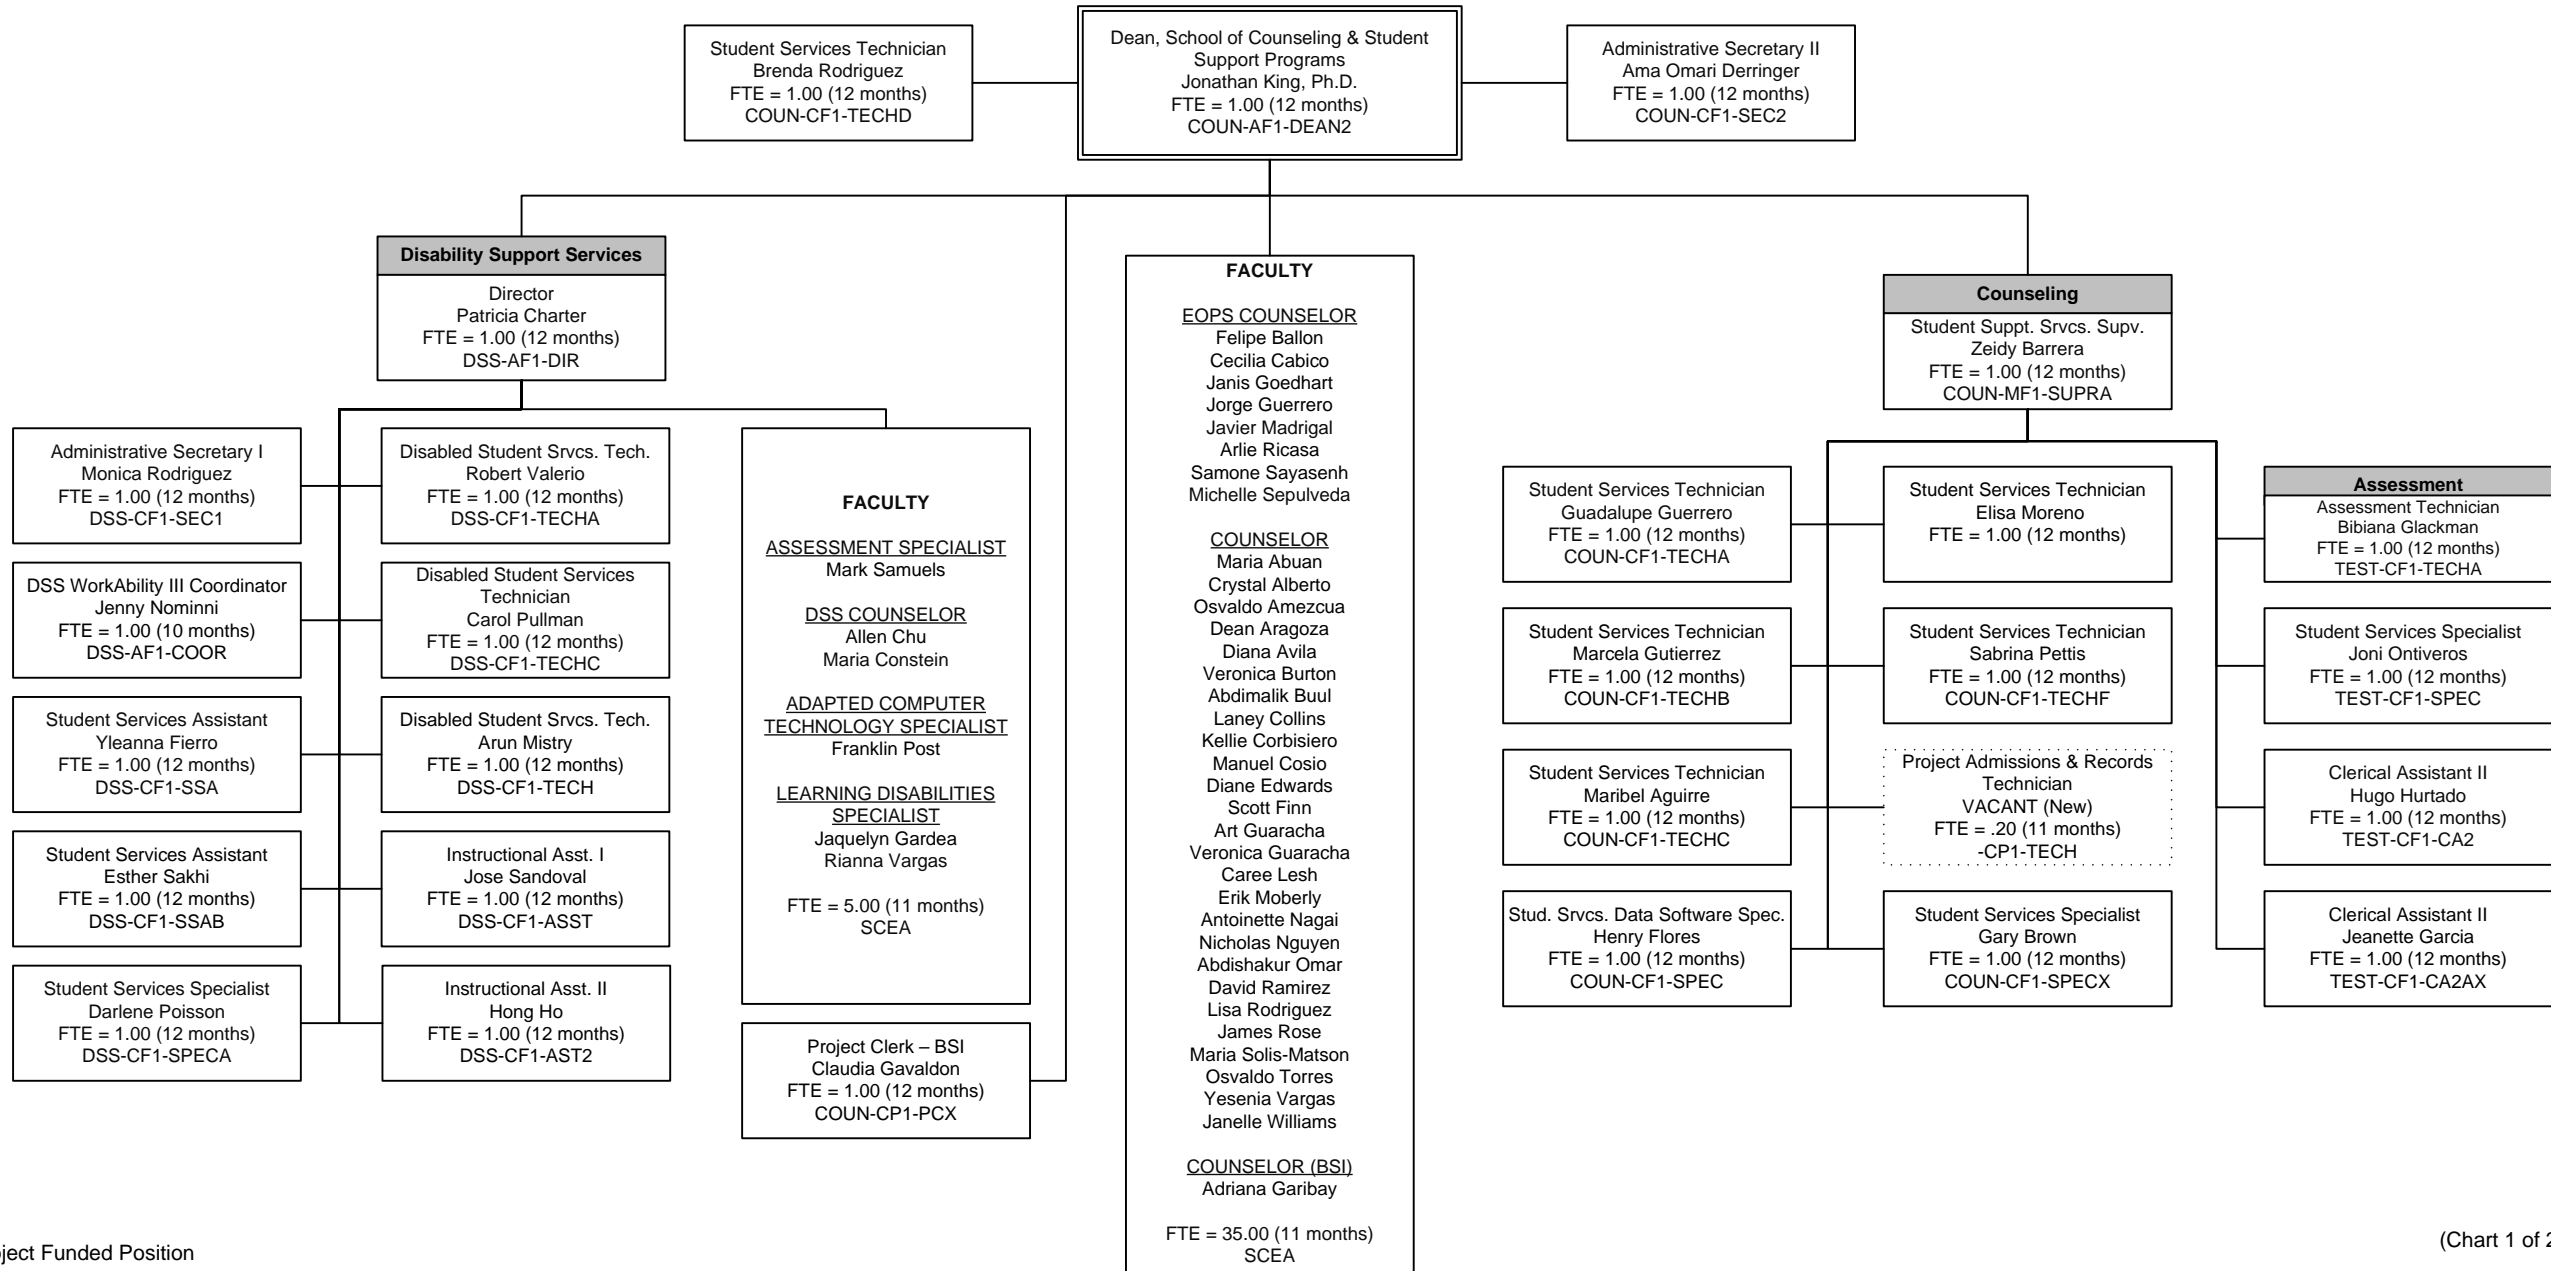 Student Services Technician
Brenda Rodriguez
FTE = 1.00 (12 months)
COUN-CF1-TECHD
Dean, School of Counseling & Student
Support Programs
Jonathan King, Ph.D.
FTE = 1.00 (12 months)
COUN-AF1-DEAN2
Administrative Secretary II
Ama Omari Derringer
FTE = 1.00 (12 months)
COUN-CF1-SEC2
Disability Support Services
Director
Patricia Charter
FTE = 1.00 (12 months)
DSS-AF1-DIR
Administrative Secretary I
Monica Rodriguez
FTE = 1.00 (12 months)
DSS-CF1-SEC1
Disabled Student Srvcs. Tech.
Robert Valerio
FTE = 1.00 (12 months)
DSS-CF1-TECHA
DSS WorkAbility III Coordinator
Jenny Nominni
FTE = 1.00 (10 months)
DSS-AF1-COOR
Disabled Student Services
Technician
Carol Pullman
FTE = 1.00 (12 months)
DSS-CF1-TECHC
Student Services Assistant
Yleanna Fierro
FTE = 1.00 (12 months)
DSS-CF1-SSA
Disabled Student Srvcs. Tech.
Arun Mistry
FTE = 1.00 (12 months)
DSS-CF1-TECH
Student Services Assistant
Esther Sakhi
FTE = 1.00 (12 months)
DSS-CF1-SSAB
Instructional Asst. I
Jose Sandoval
FTE = 1.00 (12 months)
DSS-CF1-ASST
Student Services Specialist
Darlene Poisson
FTE = 1.00 (12 months)
DSS-CF1-SPECA
Instructional Asst. II
Hong Ho
FTE = 1.00 (12 months)
DSS-CF1-AST2
FACULTY
ASSESSMENT SPECIALIST
Mark Samuels
DSS COUNSELOR
Allen Chu
Maria Constein
ADAPTED COMPUTER
TECHNOLOGY SPECIALIST
Franklin Post
LEARNING DISABILITIES
SPECIALIST
Jaquelyn Gardea
Rianna Vargas
FTE = 5.00 (11 months)
SCEA
Project Clerk – BSI
Claudia Gavaldon
FTE = 1.00 (12 months)
COUN-CP1-PCX
FACULTY
EOPS COUNSELOR
Felipe Ballon
Cecilia Cabico
Janis Goedhart
Jorge Guerrero
Javier Madrigal
Arlie Ricasa
Samone Sayasenh
Michelle Sepulveda
COUNSELOR
Maria Abuan
Crystal Alberto
Osvaldo Amezcua
Dean Aragoza
Diana Avila
Veronica Burton
Abdimalik Buul
Laney Collins
Kellie Corbisiero
Manuel Cosio
Diane Edwards
Scott Finn
Art Guaracha
Veronica Guaracha
Caree Lesh
Erik Moberly
Antoinette Nagai
Nicholas Nguyen
Abdishakur Omar
David Ramirez
Lisa Rodriguez
James Rose
Maria Solis-Matson
Osvaldo Torres
Yesenia Vargas
Janelle Williams
COUNSELOR (BSI)
Adriana Garibay
FTE = 35.00 (11 months)
SCEA
Counseling
Student Suppt. Srvcs. Supv.
Zeidy Barrera
FTE = 1.00 (12 months)
COUN-MF1-SUPRA
Student Services Technician
Guadalupe Guerrero
FTE = 1.00 (12 months)
COUN-CF1-TECHA
Student Services Technician
Elisa Moreno
FTE = 1.00 (12 months)
Assessment
Assessment Technician
Bibiana Glackman
FTE = 1.00 (12 months)
TEST-CF1-TECHA
Student Services Technician
Marcela Gutierrez
FTE = 1.00 (12 months)
COUN-CF1-TECHB
Student Services Technician
Sabrina Pettis
FTE = 1.00 (12 months)
COUN-CF1-TECHF
Student Services Specialist
Joni Ontiveros
FTE = 1.00 (12 months)
TEST-CF1-SPEC
Student Services Technician
Maribel Aguirre
FTE = 1.00 (12 months)
COUN-CF1-TECHC
Project Admissions & Records
Technician
VACANT (New)
FTE = .20 (11 months)
-CP1-TECH
Clerical Assistant II
Hugo Hurtado
FTE = 1.00 (12 months)
TEST-CF1-CA2
Stud. Srvcs. Data Software Spec.
Henry Flores
FTE = 1.00 (12 months)
COUN-CF1-SPEC
Student Services Specialist
Gary Brown
FTE = 1.00 (12 months)
COUN-CF1-SPECX
Clerical Assistant II
Jeanette Garcia
FTE = 1.00 (12 months)
TEST-CF1-CA2AX
ject Funded Position
(Chart 1 of 2